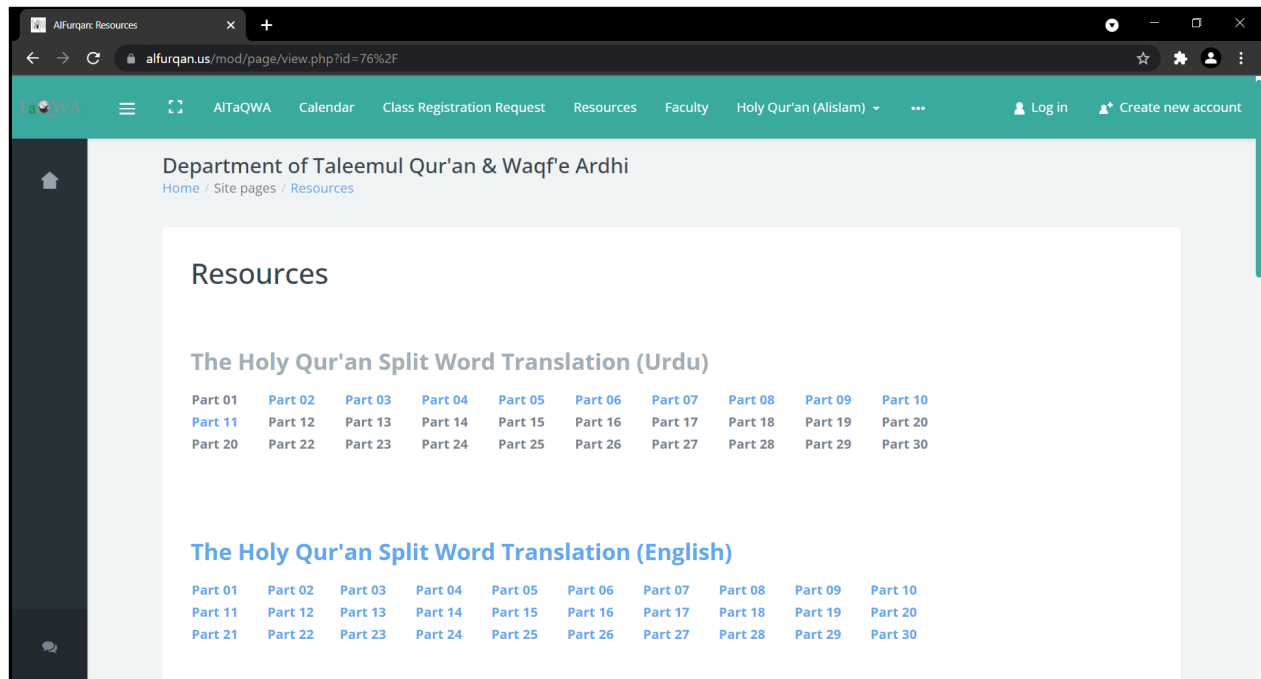 AlFurqan: Resources
alfurqan.us/mod/page/view.php?id=76%2F
TaQWA AlTaQWA Calendar Class Registration Request Resources Faculty Holy Qur'an (Alislam) Log in Create new account
Department of Taleemul Qur'an & Waqf'e Ardhi
Home / Site pages / Resources
Resources
The Holy Qur'an Split Word Translation (Urdu)
Part 01 Part 02 Part 03 Part 04 Part 05 Part 06 Part 07 Part 08 Part 09 Part 10
Part 11 Part 12 Part 13 Part 14 Part 15 Part 16 Part 17 Part 18 Part 19 Part 20
Part 20 Part 22 Part 23 Part 24 Part 25 Part 26 Part 27 Part 28 Part 29 Part 30
The Holy Qur'an Split Word Translation (English)
Part 01 Part 02 Part 03 Part 04 Part 05 Part 06 Part 07 Part 08 Part 09 Part 10
Part 11 Part 12 Part 13 Part 14 Part 15 Part 16 Part 17 Part 18 Part 19 Part 20
Part 21 Part 22 Part 23 Part 24 Part 25 Part 26 Part 27 Part 28 Part 29 Part 30